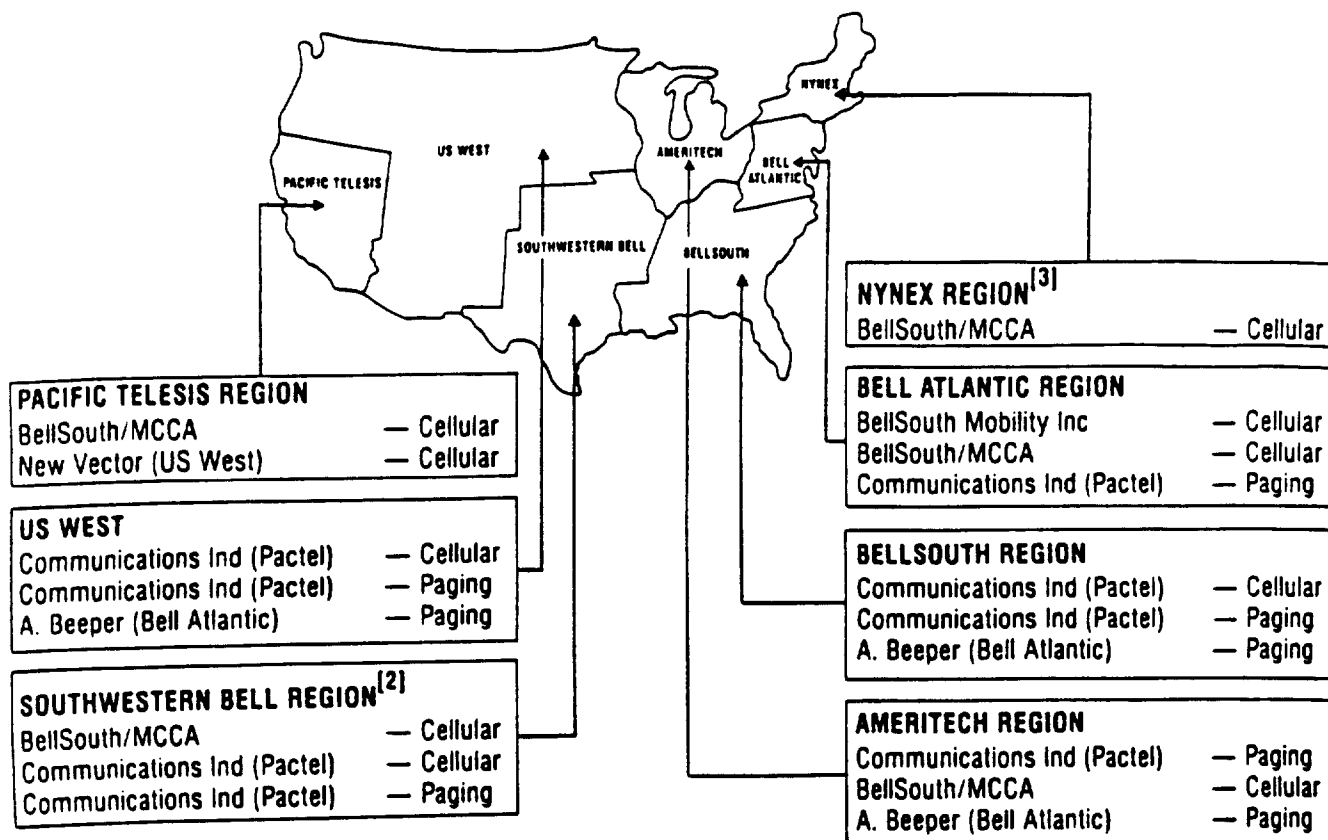 NYNEX
US WEST
AMERITECH
BELL
ATLANTIC
PACIFIC TELESIS
SOUTHWESTERN BELL
BELLSOUTH
PACIFIC TELESIS REGION
BellSouth/MCCA — Cellular
New Vector (US West) — Cellular
US WEST
Communications Ind (Pactel) — Cellular
Communications Ind (Pactel) — Paging
A. Beeper (Bell Atlantic) — Paging
SOUTHWESTERN BELL REGION[2]
BellSouth/MCCA — Cellular
Communications Ind (Pactel) — Cellular
Communications Ind (Pactel) — Paging
NYNEX REGION[3]
BellSouth/MCCA — Cellular
BELL ATLANTIC REGION
BellSouth Mobility Inc — Cellular
BellSouth/MCCA — Cellular
Communications Ind (Pactel) — Paging
BELLSOUTH REGION
Communications Ind (Pactel) — Cellular
Communications Ind (Pactel) — Paging
A. Beeper (Bell Atlantic) — Paging
AMERITECH REGION
Communications Ind (Pactel) — Paging
BellSouth/MCCA — Cellular
A. Beeper (Bell Atlantic) — Paging